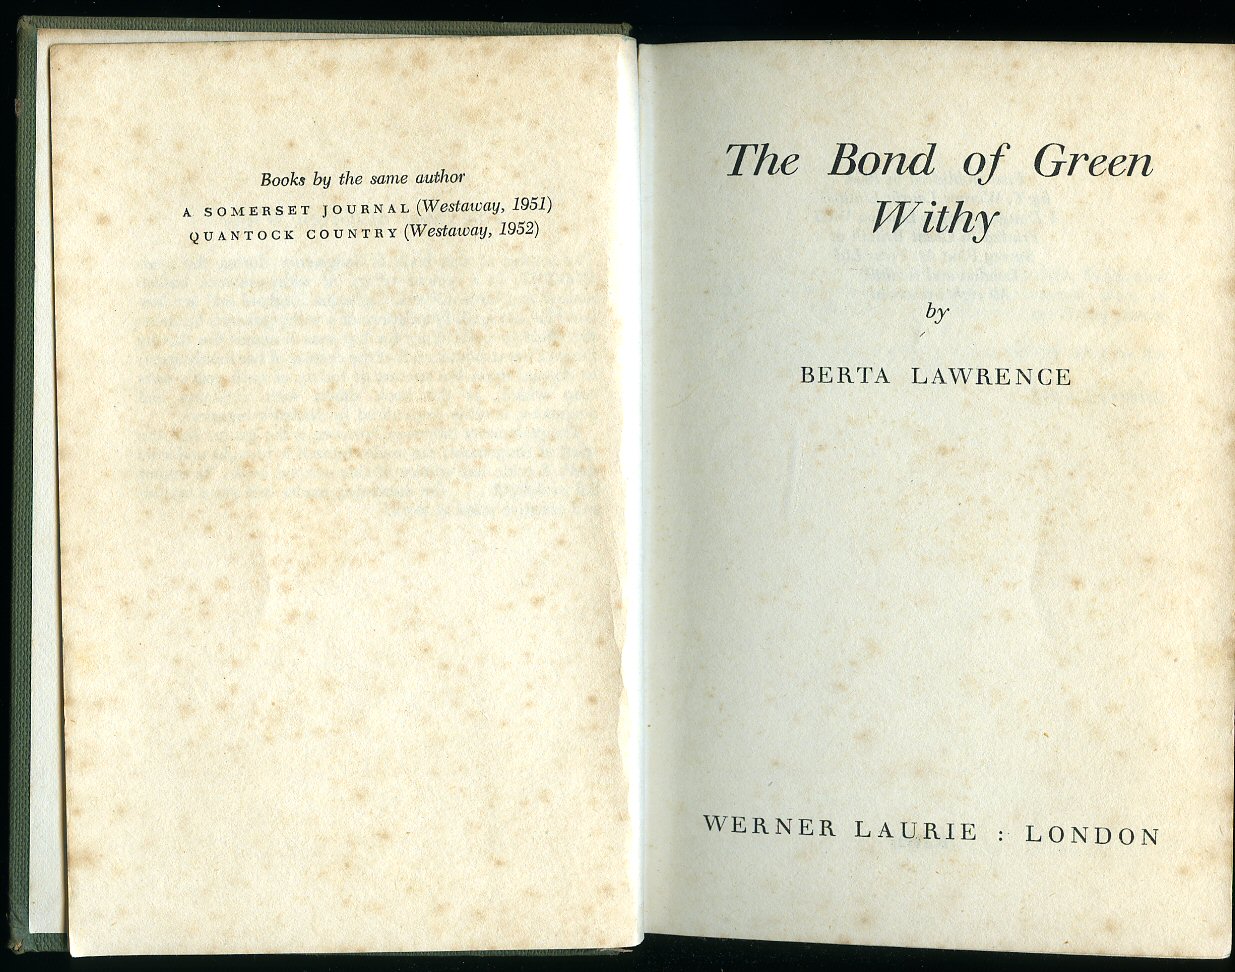 Books by the same author
A SOMERSET JOURNAL (Westaway, 1951)
QUANTOCK COUNTRY (Westaway, 1952)
The Bond of Green
Withy
by
BERTA LAWRENCE
WERNER LAURIE : LONDON